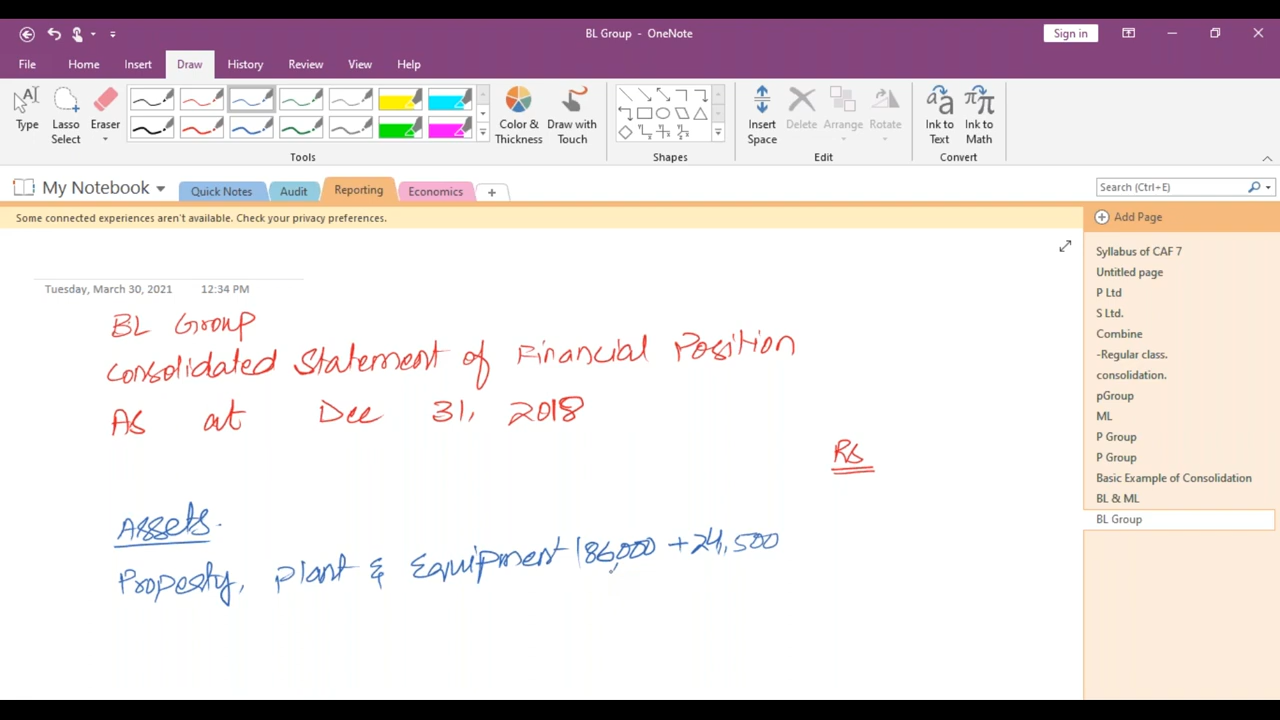 BL Group - OneNote
Sign in
File Home Insert Draw History Review View Help
Type
Lasso Select
Eraser
Color & Thickness
Draw with Touch
Insert Space
Delete
Arrange
Rotate
Ink to Text
Ink to Math
Tools
Shapes
Edit
Convert
My Notebook
Quick Notes
Audit
Reporting
Economics
Search (Ctrl+E)
Some connected experiences aren't available. Check your privacy preferences.
Add Page
Syllabus of CAF 7
Untitled page
P Ltd
S Ltd.
Combine
-Regular class.
consolidation.
pGroup
ML
P Group
P Group
Basic Example of Consolidation
BL & ML
BL Group
Tuesday, March 30, 2021 12:34 PM
BL Group
Consolidated Statement of Financial Position
As at Dec 31, 2018
Rs
Assets.
Property, Plant & Equipment 186,000 + 24,500